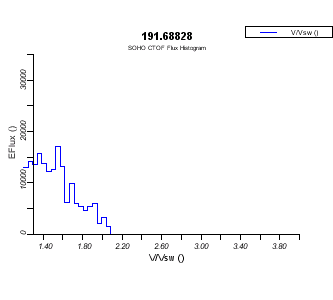 V/Vsw ()
191.68828
SOHO CTOF Flux Histogram
EFlux ()
30000
20000
10000
0
1.40 1.80 2.20 2.60 3.00 3.40 3.80
V/Vsw ()